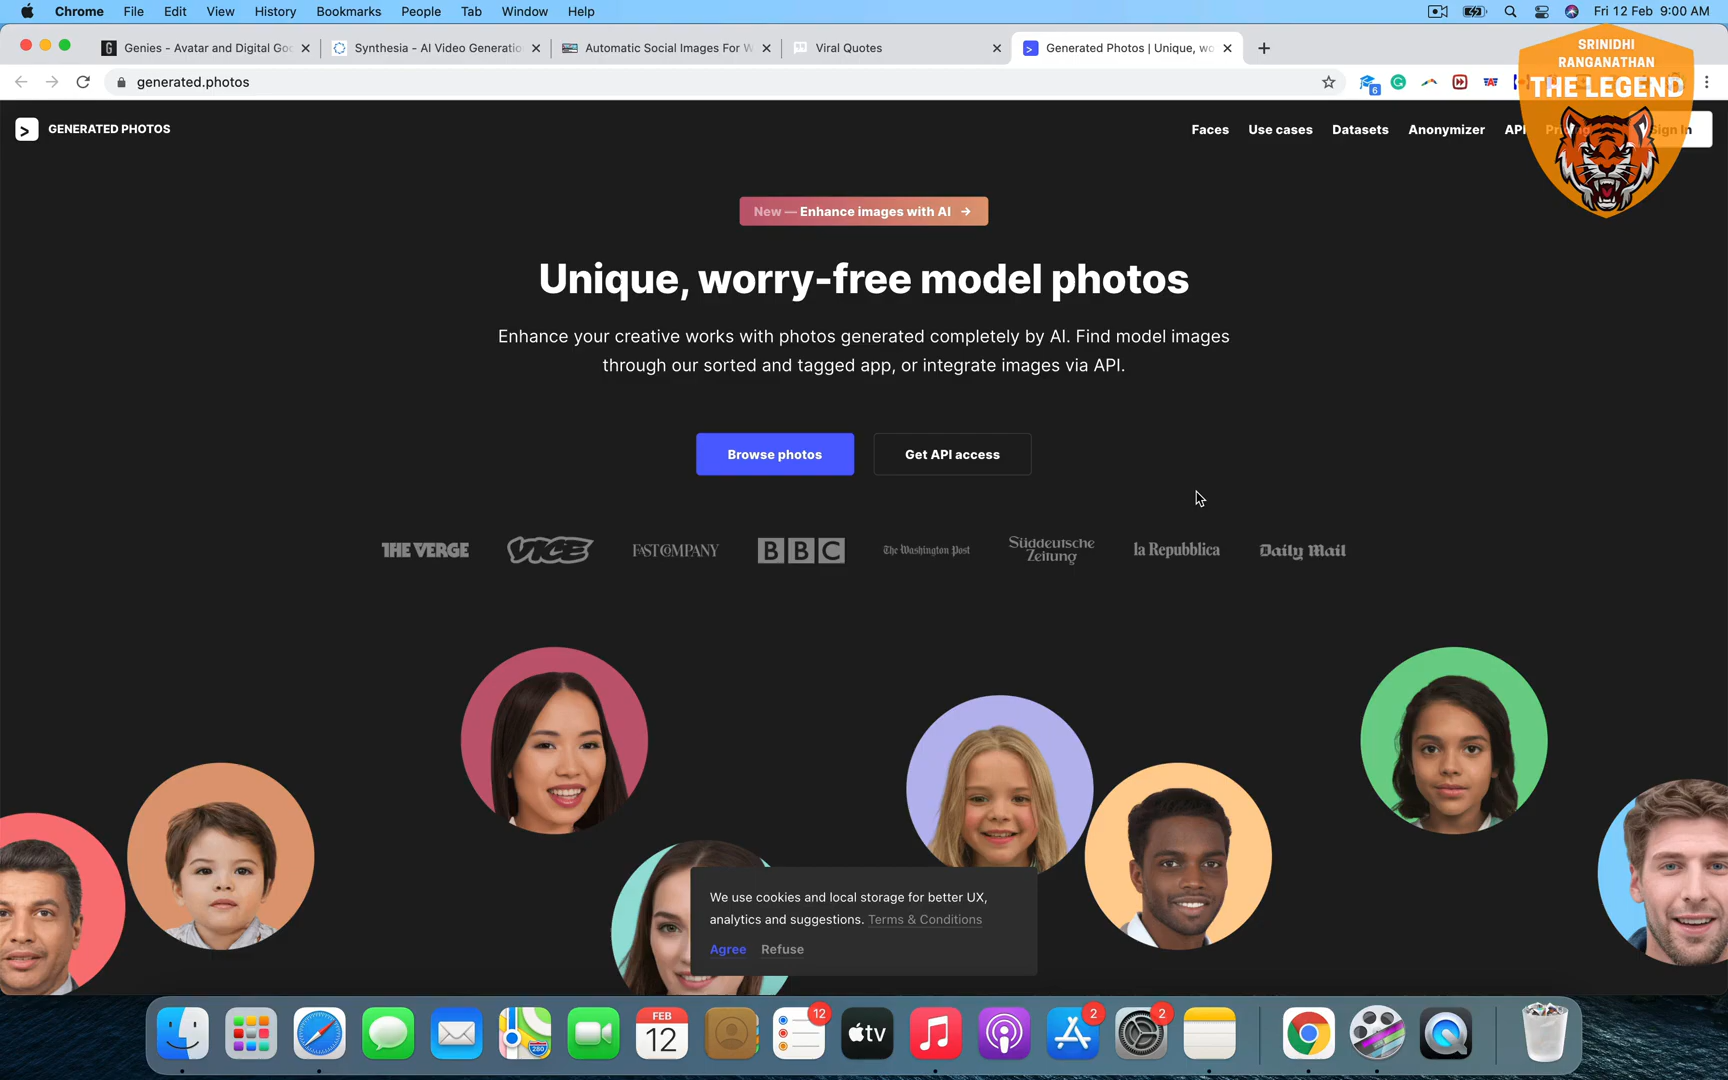 Chrome File Edit View History Bookmarks People Tab Window Help
Fri 12 Feb 9:00 AM
Genies - Avatar and Digital Go
Synthesia - AI Video Generatio
Automatic Social Images For W
Viral Quotes
Generated Photos | Unique, wo
generated.photos
6
SRINIDHI
RANGANATHAN
THE LEGEND
GENERATED PHOTOS
Faces Use cases Datasets Anonymizer API Pricing Sign In
New — Enhance images with AI →
Unique, worry-free model photos
Enhance your creative works with photos generated completely by AI. Find model images
through our sorted and tagged app, or integrate images via API.
Browse photos
Get API access
THE VERGE
VICE
FAST COMPANY
BBC
The Washington Post
Süddeutsche
Zeitung
la Repubblica
Daily Mail
We use cookies and local storage for better UX,
analytics and suggestions. Terms & Conditions
Agree Refuse
280
FEB
12
12
tv
2
2